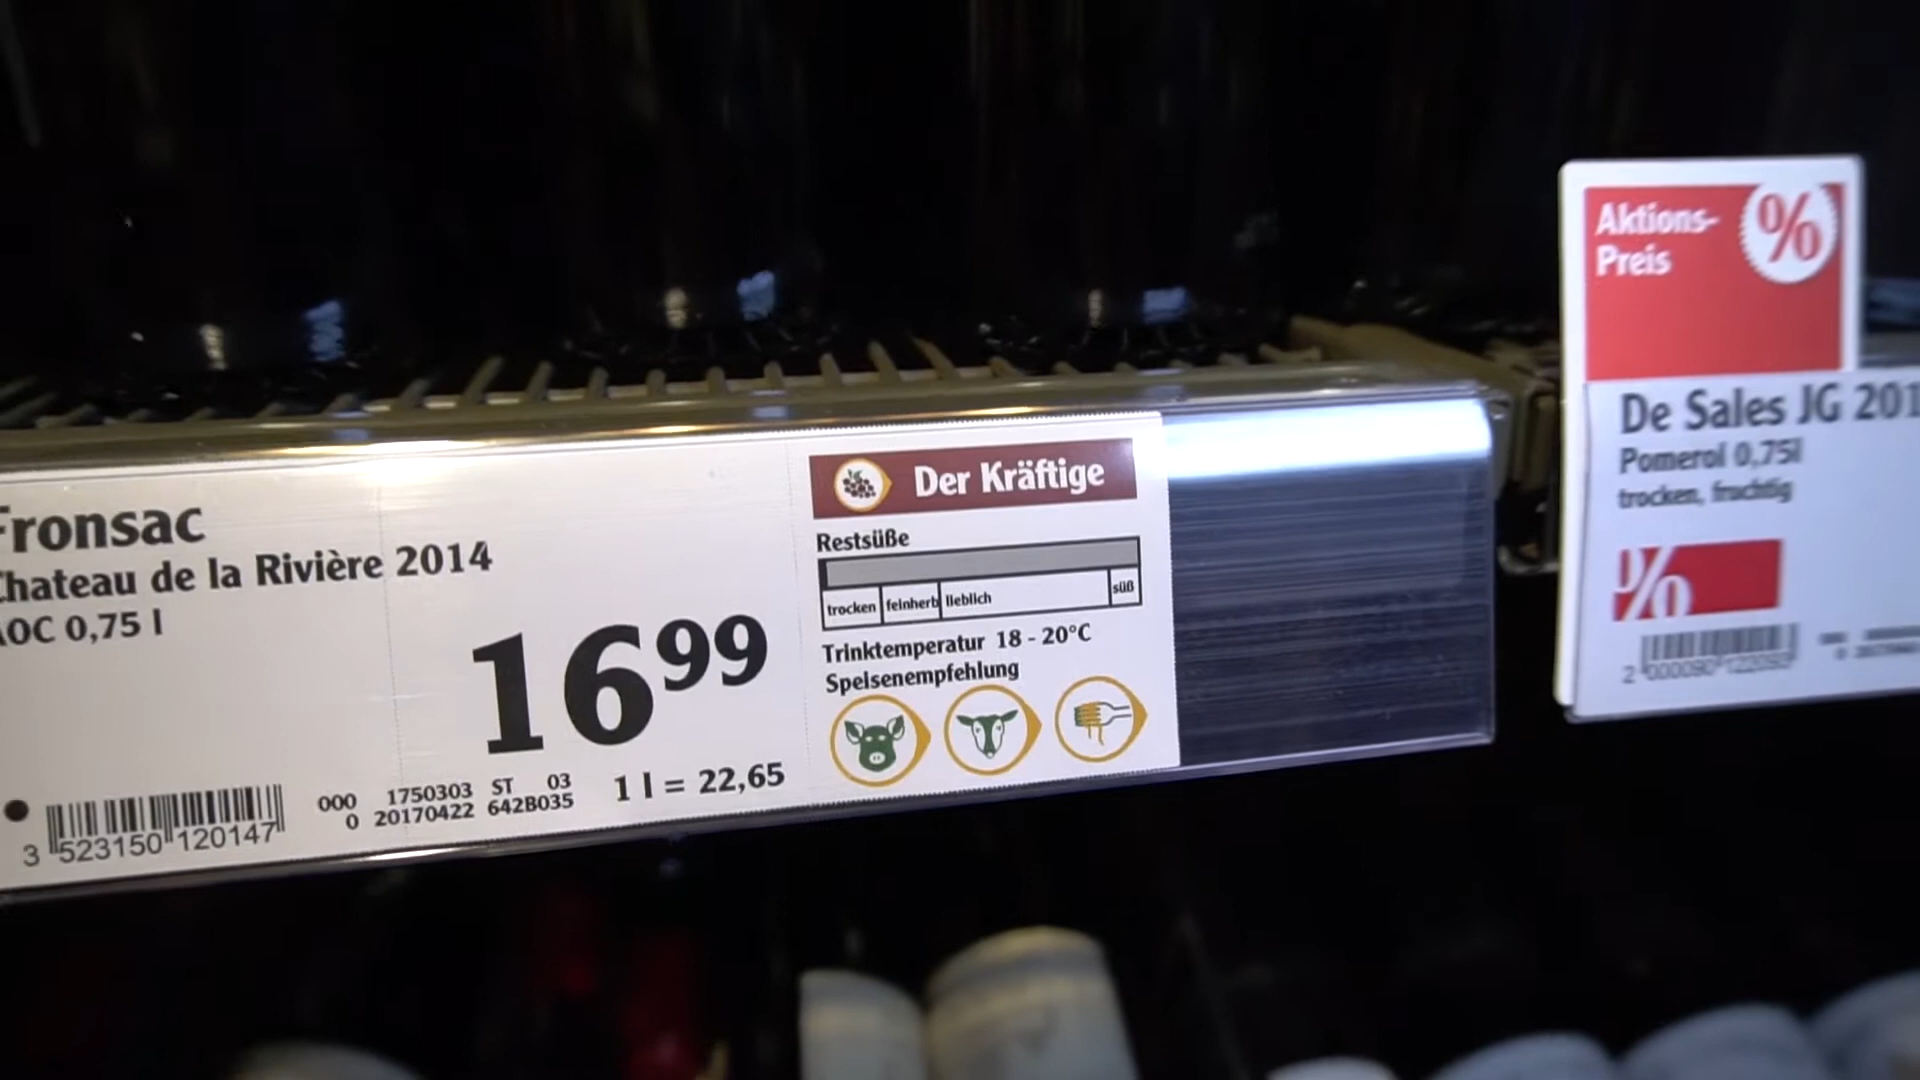 Fronsac
Chateau de la Rivière 2014
AOC 0,75 l
16 99
1 l = 22,65
000 1750303 ST 03
0 20170422 642B035
3 523150 120147
Der Kräftige
Restsüße
trocken feinherb lieblich süß
Trinktemperatur 18 - 20°C
Speisenempfehlung
Aktions-
Preis
%
De Sales JG 201
Pomerol 0,75l
trocken, fruchtig
%